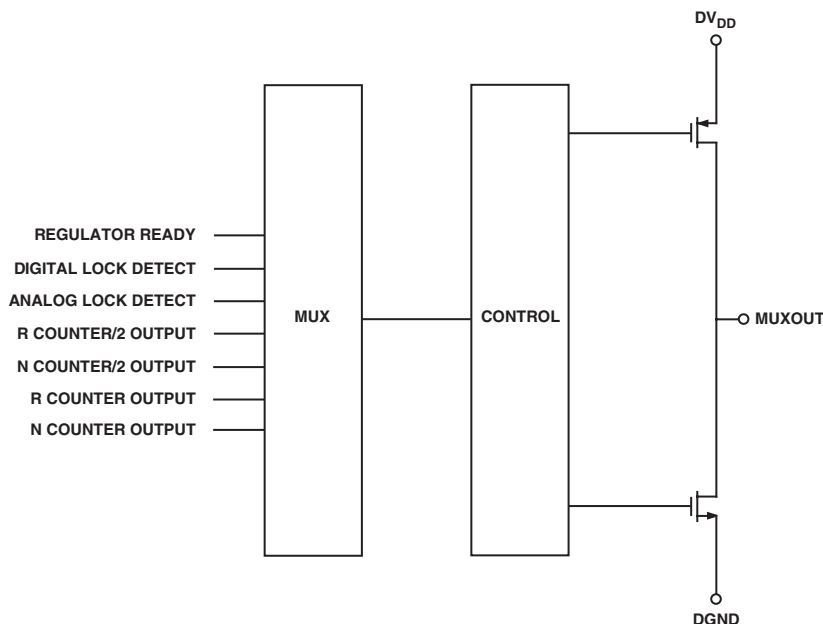 DVDD
REGULATOR READY
DIGITAL LOCK DETECT
ANALOG LOCK DETECT
R COUNTER/2 OUTPUT
N COUNTER/2 OUTPUT
R COUNTER OUTPUT
N COUNTER OUTPUT
MUX
CONTROL
MUXOUT
DGND